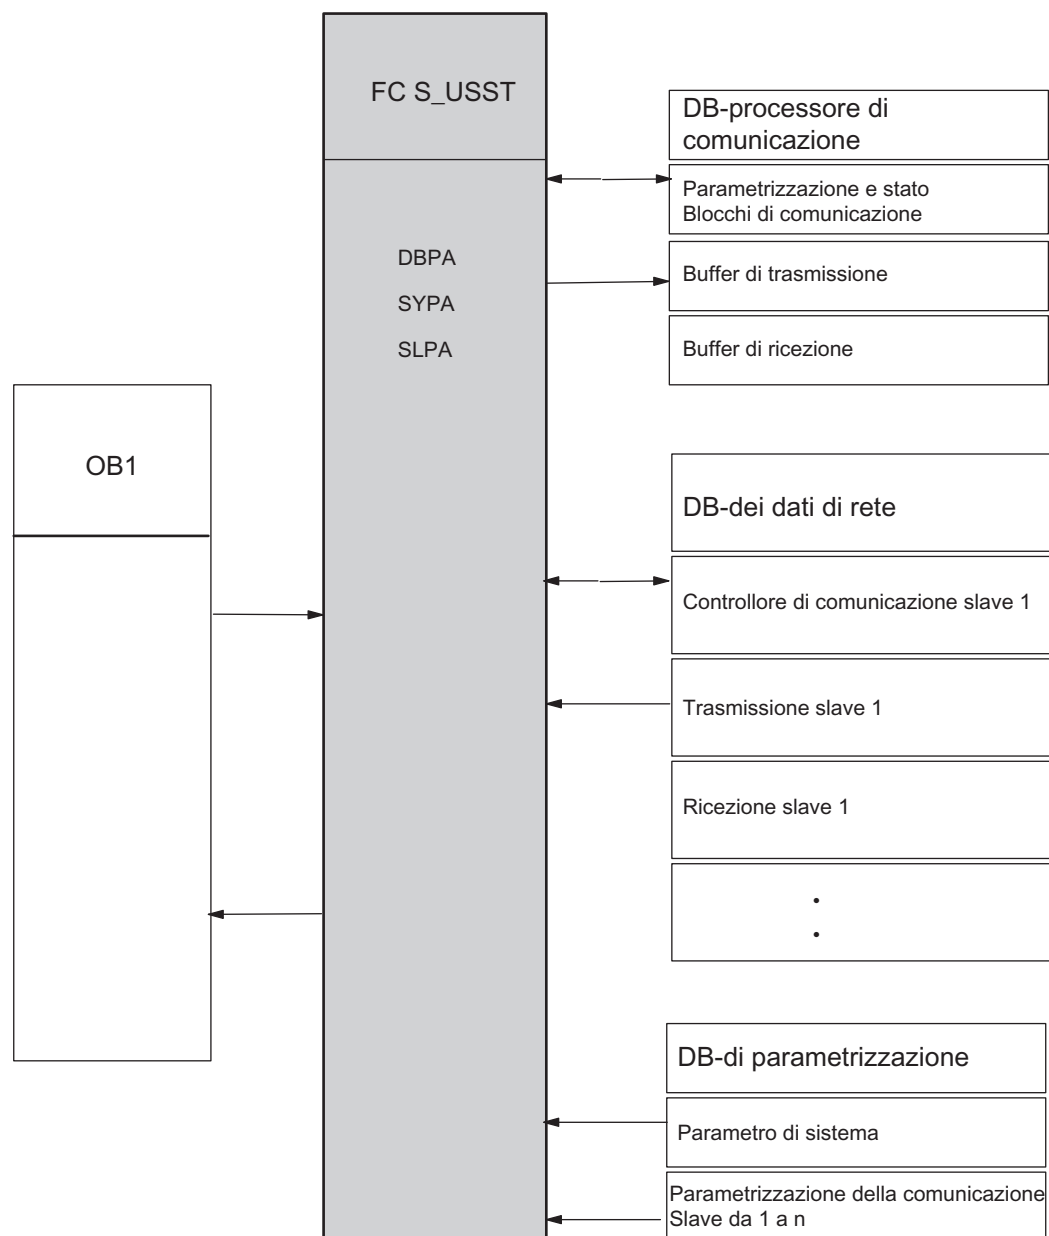 FC S_USST
DBPA
SYPA
SLPA
OB1
DB-processore di
comunicazione
Parametrizzazione e stato
Blocchi di comunicazione
Buffer di trasmissione
Buffer di ricezione
DB-dei dati di rete
Controllore di comunicazione slave 1
Trasmissione slave 1
Ricezione slave 1
DB-di parametrizzazione
Parametro di sistema
Parametrizzazione della comunicazione
Slave da 1 a n